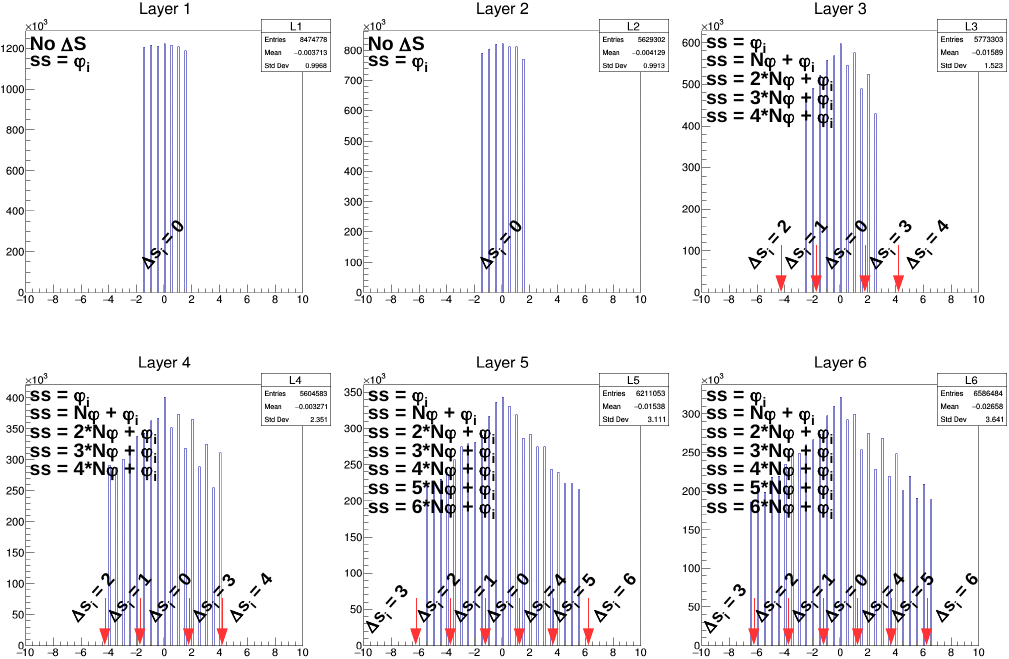 Layer 1
×10³
L1
Entries 8474778
Mean −0.003713
Std Dev 0.9968
No ΔS
ss = φi
1200
1000
800
600
400
200
0
Δsi = 0
−10 −8 −6 −4 −2 0 2 4 6 8 10
Layer 2
×10³
L2
Entries 5629302
Mean −0.004129
Std Dev 0.9913
No ΔS
ss = φi
800
700
600
500
400
300
200
100
0
Δsi = 0
−10 −8 −6 −4 −2 0 2 4 6 8 10
Layer 3
×10³
L3
Entries 5773303
Mean −0.01589
Std Dev 1.523
ss = φi
ss = Nφ + φi
ss = 2*Nφ + φi
ss = 3*Nφ + φi
ss = 4*Nφ + φi
600
500
400
300
200
100
0
Δsi = 2 Δsi = 1 Δsi = 0 Δsi = 3 Δsi = 4
−10 −8 −6 −4 −2 0 2 4 6 8 10
Layer 4
×10³
L4
Entries 5604583
Mean −0.003271
Std Dev 2.351
ss = φi
ss = Nφ + φi
ss = 2*Nφ + φi
ss = 3*Nφ + φi
ss = 4*Nφ + φi
400
350
300
250
200
150
100
50
0
Δsi = 2 Δsi = 1 Δsi = 0 Δsi = 3 Δsi = 4
−10 −8 −6 −4 −2 0 2 4 6 8 10
Layer 5
×10³
L5
Entries 6211053
Mean −0.01538
Std Dev 3.111
ss = φi
ss = Nφ + φi
ss = 2*Nφ + φi
ss = 3*Nφ + φi
ss = 4*Nφ + φi
ss = 5*Nφ + φi
ss = 6*Nφ + φi
350
300
250
200
150
100
50
0
Δsi = 3 Δsi = 2 Δsi = 1 Δsi = 0 Δsi = 4 Δsi = 5 Δsi = 6
−10 −8 −6 −4 −2 0 2 4 6 8 10
Layer 6
×10³
L6
Entries 6586484
Mean −0.02658
Std Dev 3.641
ss = φi
ss = Nφ + φi
ss = 2*Nφ + φi
ss = 3*Nφ + φi
ss = 4*Nφ + φi
ss = 5*Nφ + φi
ss = 6*Nφ + φi
300
250
200
150
100
50
0
Δsi = 3 Δsi = 2 Δsi = 1 Δsi = 0 Δsi = 4 Δsi = 5 Δsi = 6
−10 −8 −6 −4 −2 0 2 4 6 8 10